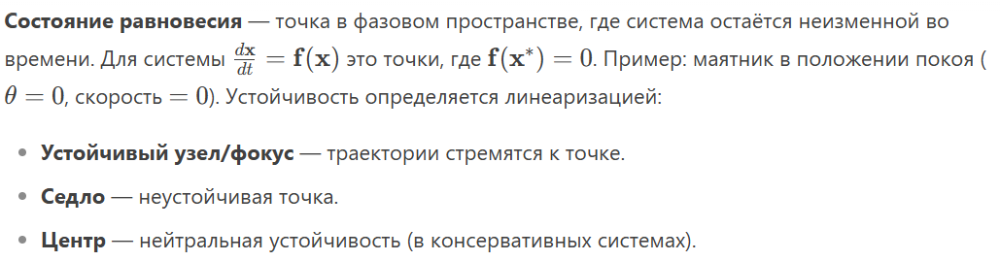 Состояние равновесия — точка в фазовом пространстве, где система остаётся неизменной во
времени. Для системы $\frac{d\mathbf{x}}{dt} = \mathbf{f}(\mathbf{x})$ это точки, где $\mathbf{f}(\mathbf{x}^*) = 0$. Пример: маятник в положении покоя (
$\theta = 0$, скорость $= 0$). Устойчивость определяется линеаризацией:
• Устойчивый узел/фокус — траектории стремятся к точке.
• Седло — неустойчивая точка.
• Центр — нейтральная устойчивость (в консервативных системах).